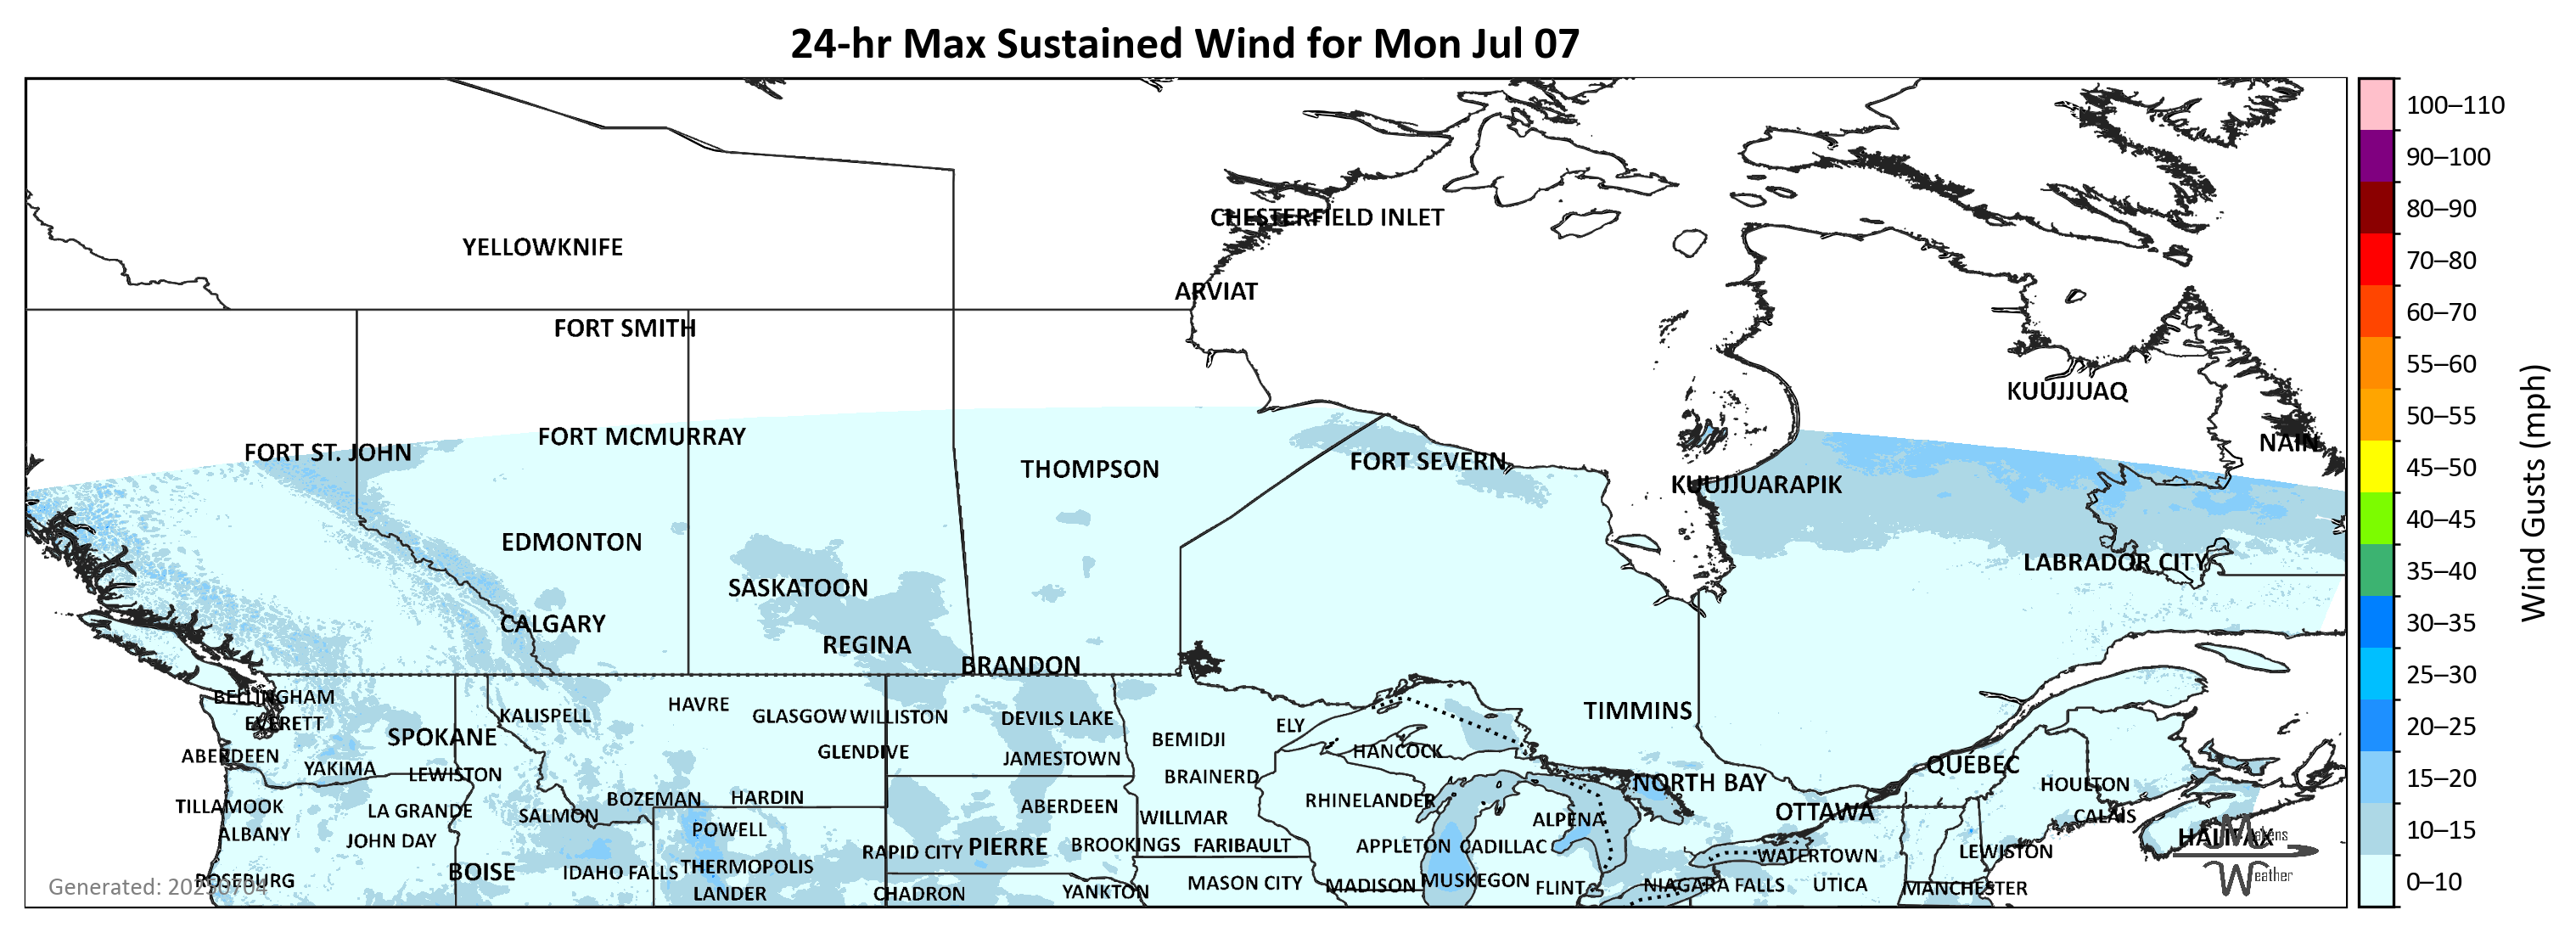 24-hr Max Sustained Wind for Mon Jul 07
CHESTERFIELD INLET
YELLOWKNIFE
ARVIAT
FORT SMITH
KUUJJUAQ
FORT MCMURRAY
NAIN
FORT ST. JOHN
FORT SEVERN
THOMPSON
KUUJJUARAPIK
EDMONTON
LABRADOR CITY
SASKATOON
CALGARY
REGINA
BRANDON
BELLINGHAM
HAVRE
TIMMINS
KALISPELL
GLASGOW WILLISTON
DEVILS LAKE
EVERETT
ELY
SPOKANE
BEMIDJI
GLENDIVE
HANCOCK
ABERDEEN
JAMESTOWN
QUÉBEC
YAKIMA
LEWISTON
BRAINERD
NORTH BAY
HOULTON
BOZEMAN
HARDIN
RHINELANDER
TILLAMOOK
ABERDEEN
LA GRANDE
OTTAWA
SALMON
CALAIS
WILLMAR
ALPENA
POWELL
ALBANY
HALIFAX
Makens
Weather
JOHN DAY
BROOKINGS
FARIBAULT
APPLETON
CADILLAC
PIERRE
RAPID CITY
LEWISTON
WATERTOWN
THERMOPOLIS
BOISE
IDAHO FALLS
MUSKEGON
ROSEBURG
MASON CITY
MADISON
FLINT
NIAGARA FALLS
UTICA
Generated: 20250704
MANCHESTER
YANKTON
LANDER
CHADRON
100–110
90–100
80–90
70–80
60–70
55–60
50–55
45–50
40–45
35–40
30–35
25–30
20–25
15–20
10–15
0–10
Wind Gusts (mph)